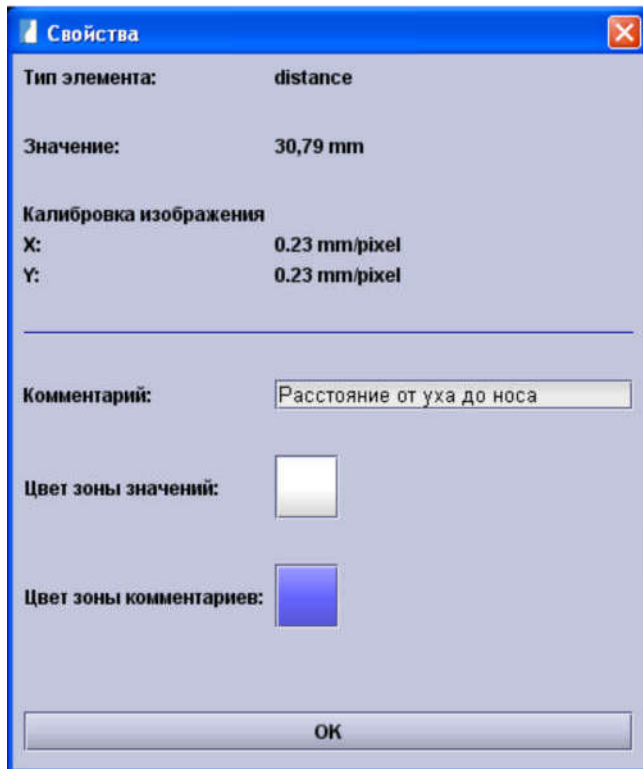 Свойства
Тип элемента: distance
Значение: 30,79 mm
Калибровка изображения
X: 0.23 mm/pixel
Y: 0.23 mm/pixel
Комментарий: Расстояние от уха до носа
Цвет зоны значений:
Цвет зоны комментариев:
OK